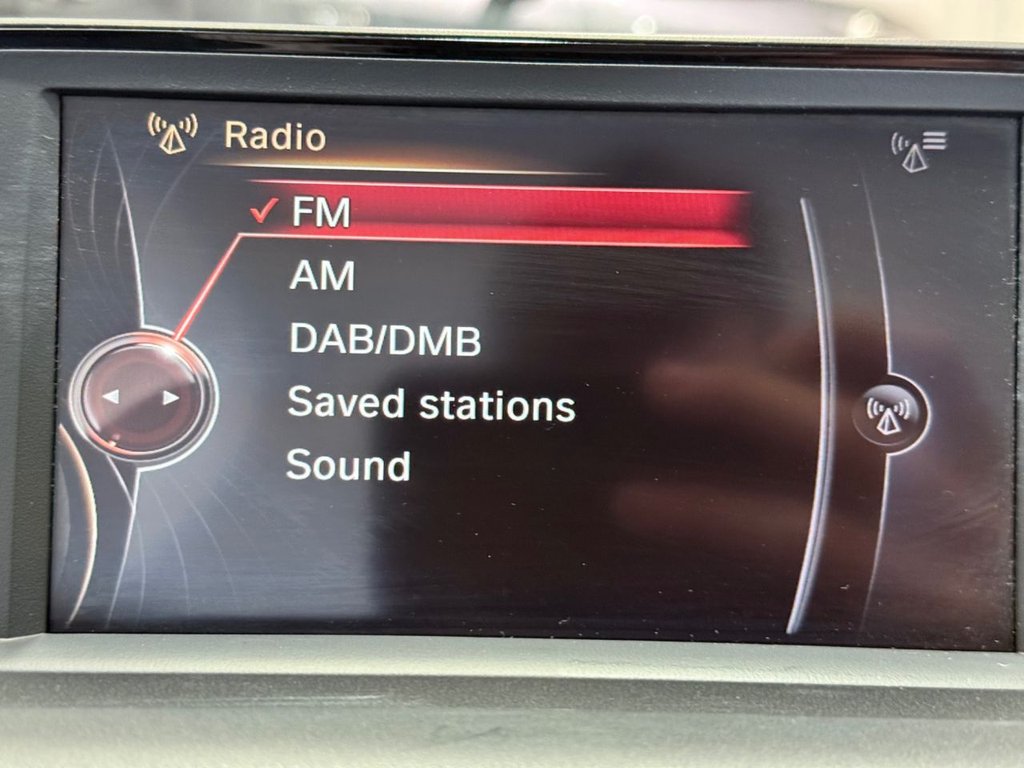 Radio
FM
AM
DAB/DMB
Saved stations
Sound